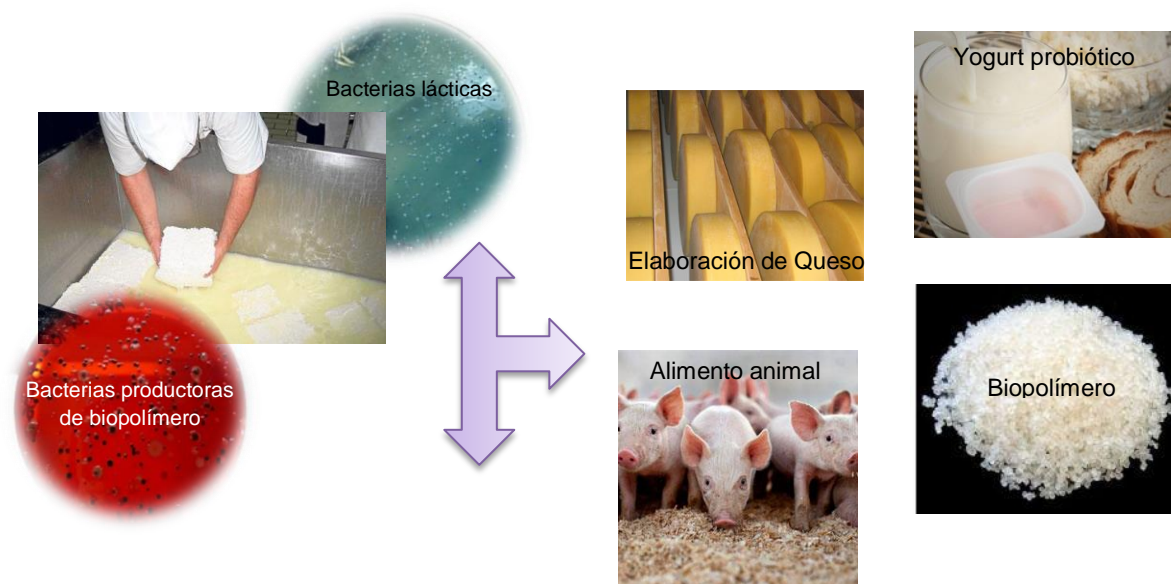 Bacterias lácticas
Bacterias productoras
de biopolímero
Elaboración de Queso
Yogurt probiótico
Alimento animal
Biopolímero